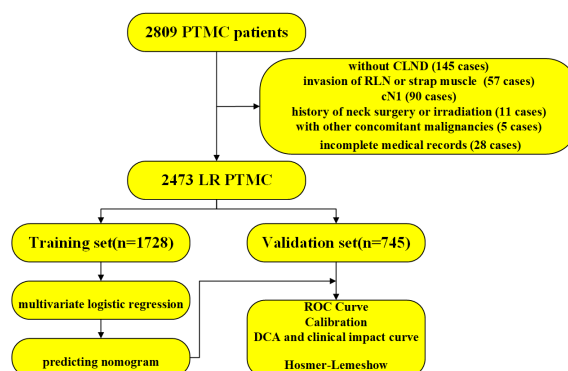 2809 PTMC patients
without CLND (145 cases)
invasion of RLN or strap muscle (57 cases)
cN1 (90 cases)
history of neck surgery or irradiation (11 cases)
with other concomitant malignancies (5 cases)
incomplete medical records (28 cases)
2473 LR PTMC
Training set(n=1728)
Validation set(n=745)
multivariate logistic regression
predicting nomogram
ROC Curve
Calibration
DCA and clinical impact curve
Hosmer-Lemeshow